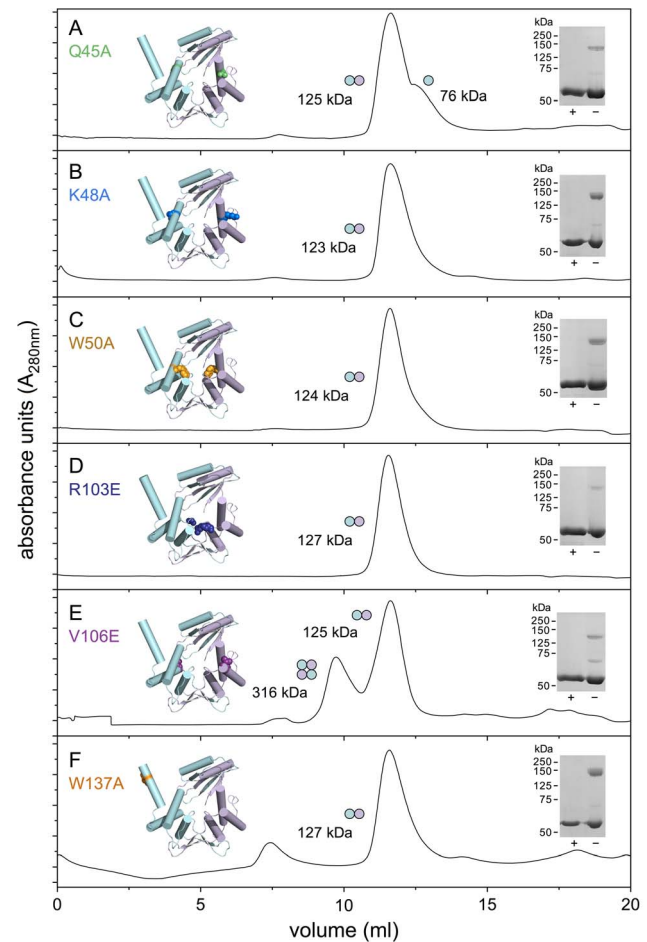 A
Q45A
125 kDa
76 kDa
kDa
250
150
125
75
50
+ −
B
K48A
123 kDa
kDa
250
150
125
75
50
+ −
C
W50A
124 kDa
kDa
250
150
125
75
50
+ −
D
R103E
127 kDa
kDa
250
150
125
75
50
+ −
E
V106E
125 kDa
316 kDa
kDa
250
150
125
75
50
+ −
F
W137A
127 kDa
kDa
250
150
125
75
50
+ −
absorbance units (A280nm)
0 5 10 15 20
volume (ml)